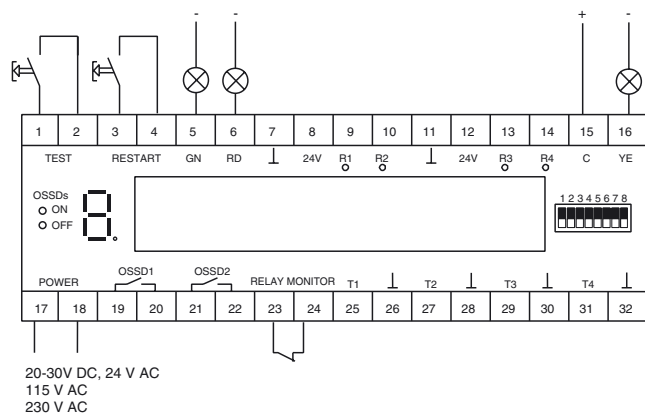 - - + -
1 2 3 4 5 6 7 8 9 10 11 12 13 14 15 16
TEST RESTART GN RD ⊥ 24V R1 R2 ⊥ 24V R3 R4 C YE
OSSDs
ON
OFF
8.
1 2 3 4 5 6 7 8
POWER OSSD1 OSSD2 RELAY MONITOR T1 ⊥ T2 ⊥ T3 ⊥ T4 ⊥
17 18 19 20 21 22 23 24 25 26 27 28 29 30 31 32
20-30V DC, 24 V AC
115 V AC
230 V AC